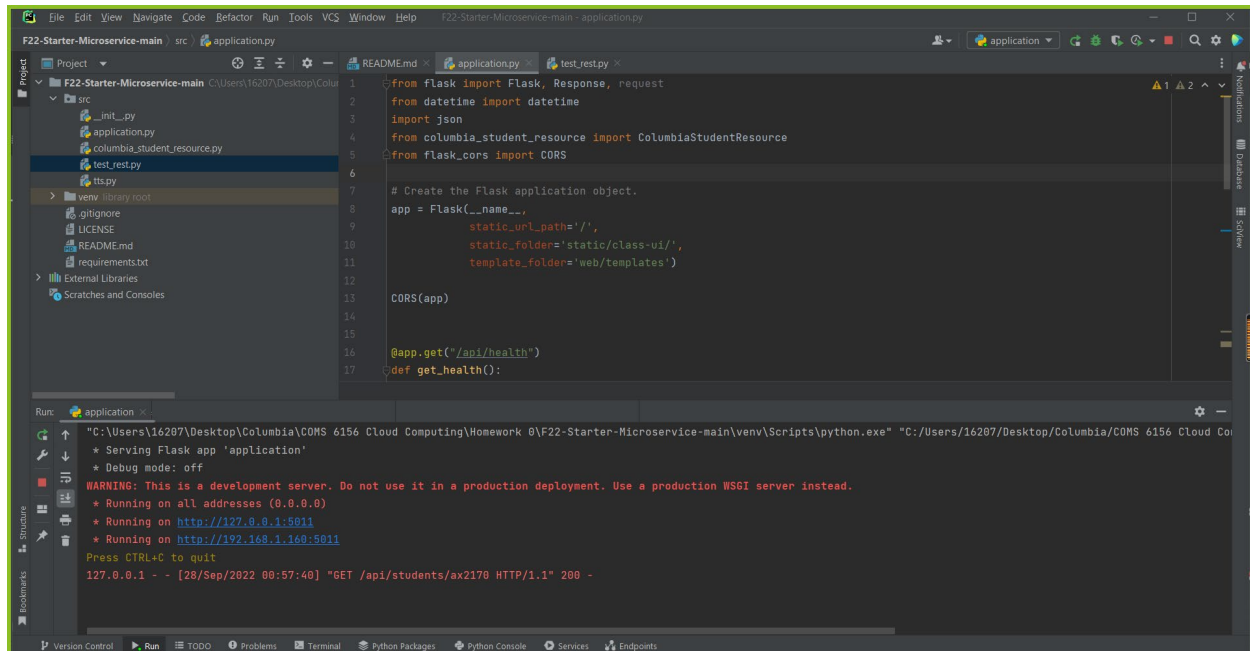 File Edit View Navigate Code Refactor Run Tools VCS Window Help F22-Starter-Microservice-main - application.py
F22-Starter-Microservice-main src application.py
application
Project
README.md application.py test_rest.py
F22-Starter-Microservice-main C:\Users\16207\Desktop\Colu
src
__init__.py
application.py
columbia_student_resource.py
test_rest.py
tts.py
venv library root
.gitignore
LICENSE
README.md
requirements.txt
External Libraries
Scratches and Consoles
1 from flask import Flask, Response, request
2 from datetime import datetime
3 import json
4 from columbia_student_resource import ColumbiaStudentResource
5 from flask_cors import CORS
6
7 # Create the Flask application object.
8 app = Flask(__name__,
9 static_url_path='/',
10 static_folder='static/class-ui/',
11 template_folder='web/templates')
12
13 CORS(app)
14
15
16 @app.get("/api/health")
17 def get_health():
1 2
Project
Structure
Bookmarks
Notifications
Database
SciView
Run: application
"C:\Users\16207\Desktop\Columbia\COMS 6156 Cloud Computing\Homework 0\F22-Starter-Microservice-main\venv\Scripts\python.exe" "C:/Users/16207/Desktop/Columbia/COMS 6156 Cloud Co
* Serving Flask app 'application'
* Debug mode: off
WARNING: This is a development server. Do not use it in a production deployment. Use a production WSGI server instead.
* Running on all addresses (0.0.0.0)
* Running on http://127.0.0.1:5011
* Running on http://192.168.1.160:5011
Press CTRL+C to quit
127.0.0.1 - - [28/Sep/2022 00:57:40] "GET /api/students/ax2170 HTTP/1.1" 200 -
Version Control Run TODO Problems Terminal Python Packages Python Console Services Endpoints